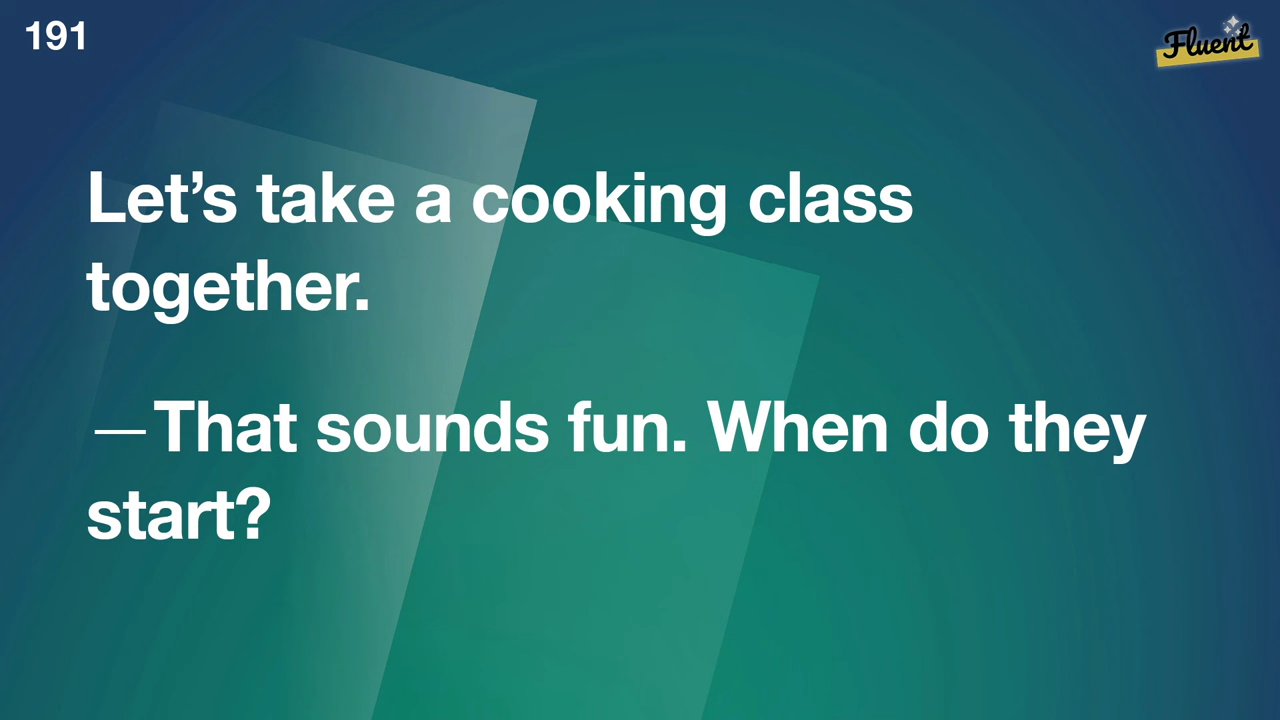 191
Fluent
Let’s take a cooking class
together.
—That sounds fun. When do they
start?